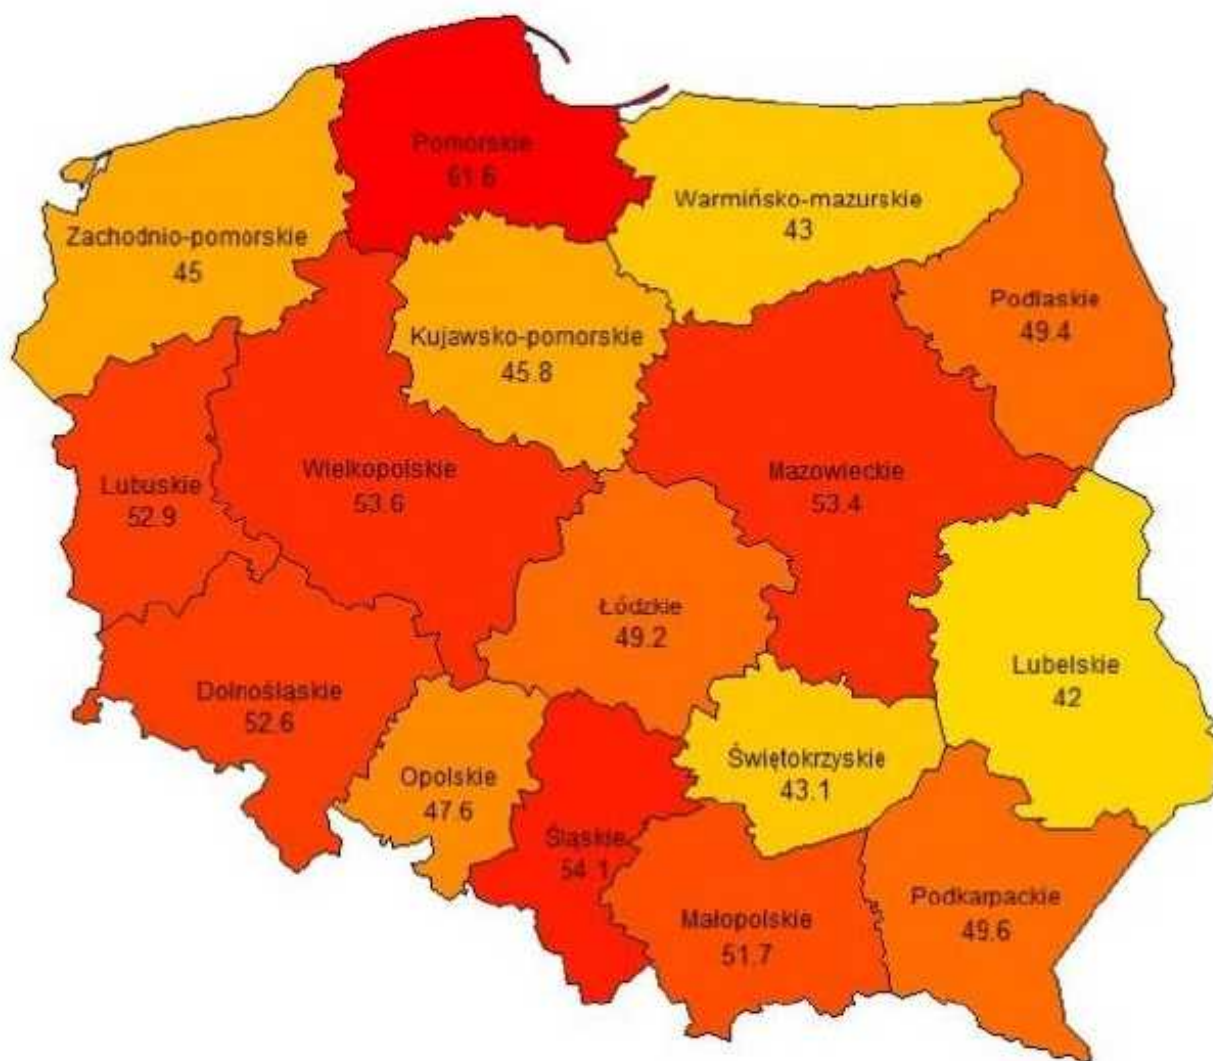 Pomorskie
61.6
Warmińsko-mazurskie
43
Zachodnio-pomorskie
45
Podlaskie
49.4
Kujawsko-pomorskie
45.8
Wielkopolskie
53.6
Mazowieckie
53.4
Lubuskie
52.9
Łódzkie
49.2
Lubelskie
42
Dolnośląskie
52.6
Świętokrzyskie
43.1
Opolskie
47.6
Śląskie
54.1
Podkarpackie
49.6
Małopolskie
51.7